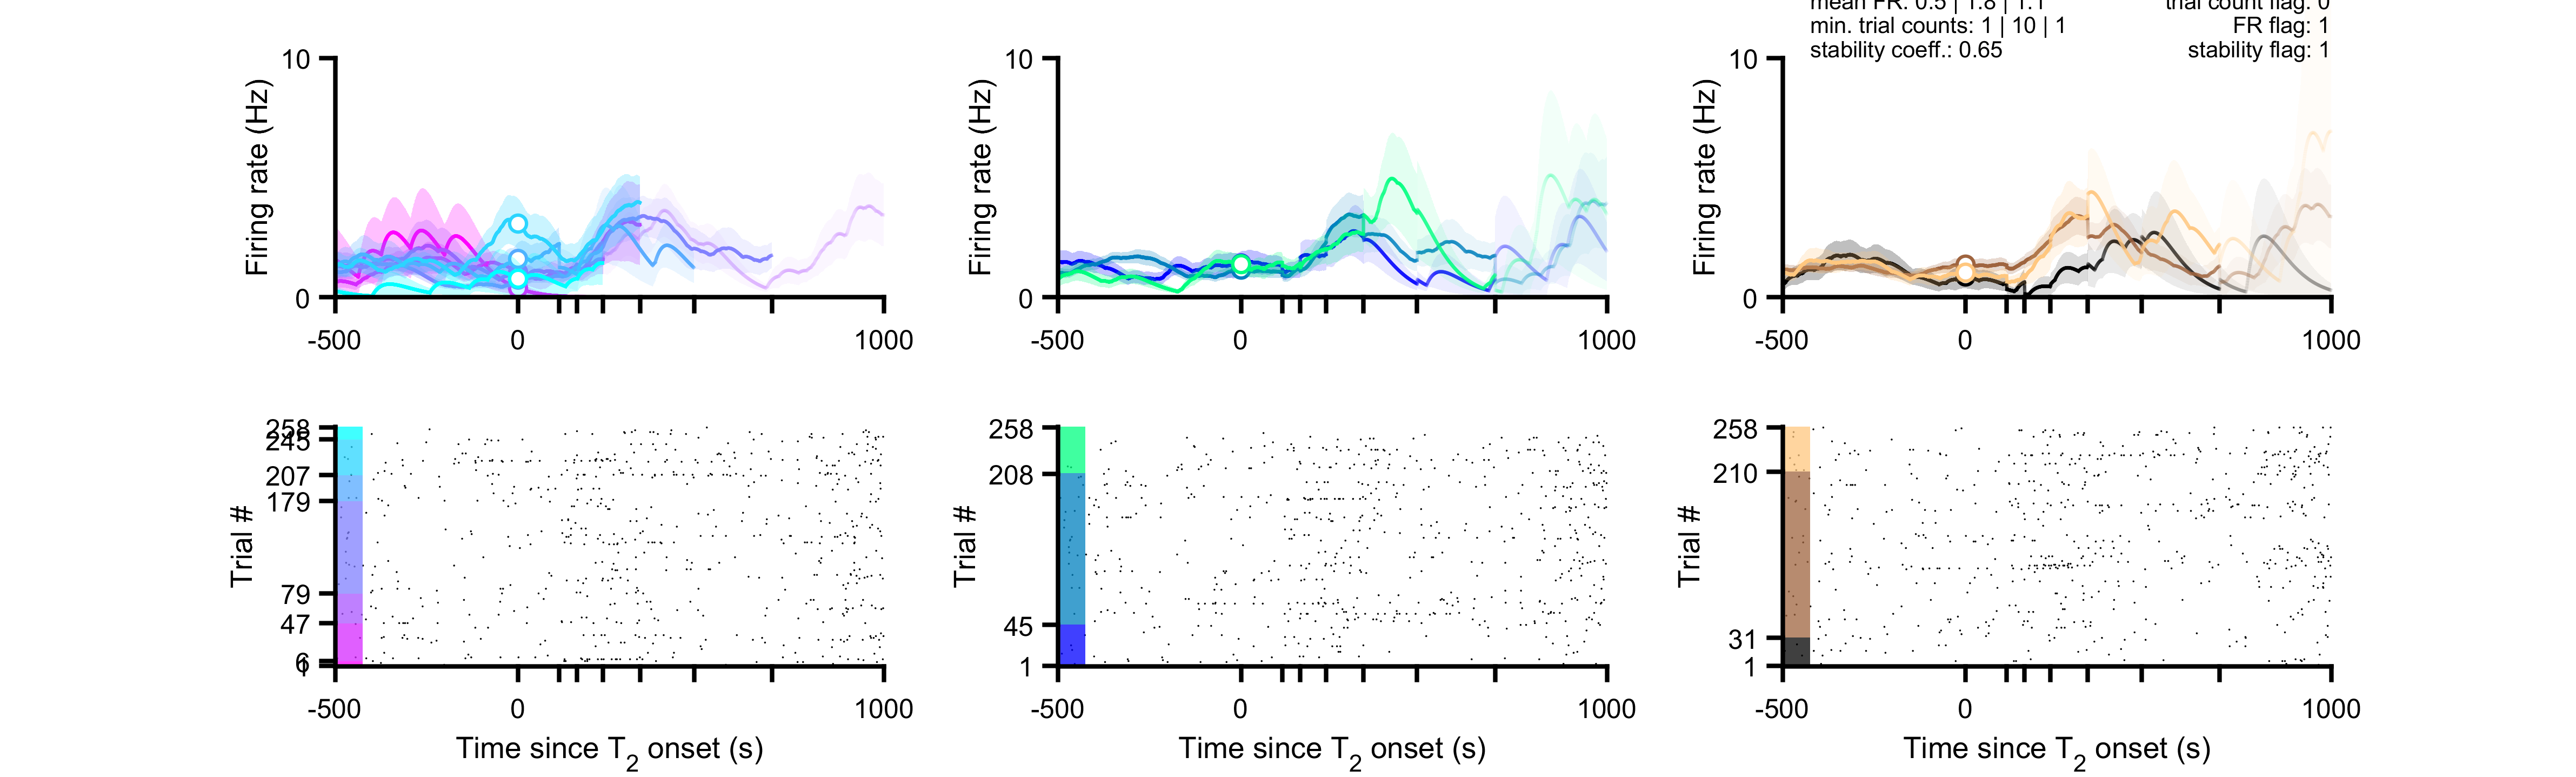 mean FR: 0.5 | 1.8 | 1.1
trial count flag: 0
min. trial counts: 1 | 10 | 1
FR flag: 1
stability coeff.: 0.65
stability flag: 1
10
Firing rate (Hz)
0
-500
0
1000
10
Firing rate (Hz)
0
-500
0
1000
10
Firing rate (Hz)
0
-500
0
1000
258
245
207
179
Trial #
79
47
6
1
-500
0
1000
Time since T2 onset (s)
258
208
Trial #
45
1
-500
0
1000
Time since T2 onset (s)
258
210
Trial #
31
1
-500
0
1000
Time since T2 onset (s)